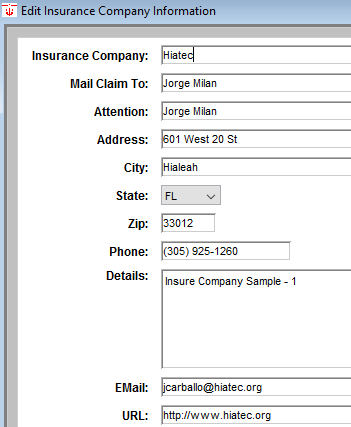 Edit Insurance Company Information
Insurance Company: Hiatec
Mail Claim To: Jorge Milan
Attention: Jorge Milan
Address: 601 West 20 St
City: Hialeah
State: FL
Zip: 33012
Phone: (305) 925-1260
Details: Insure Company Sample - 1
EMail: jcarballo@hiatec.org
URL: http://www.hiatec.org